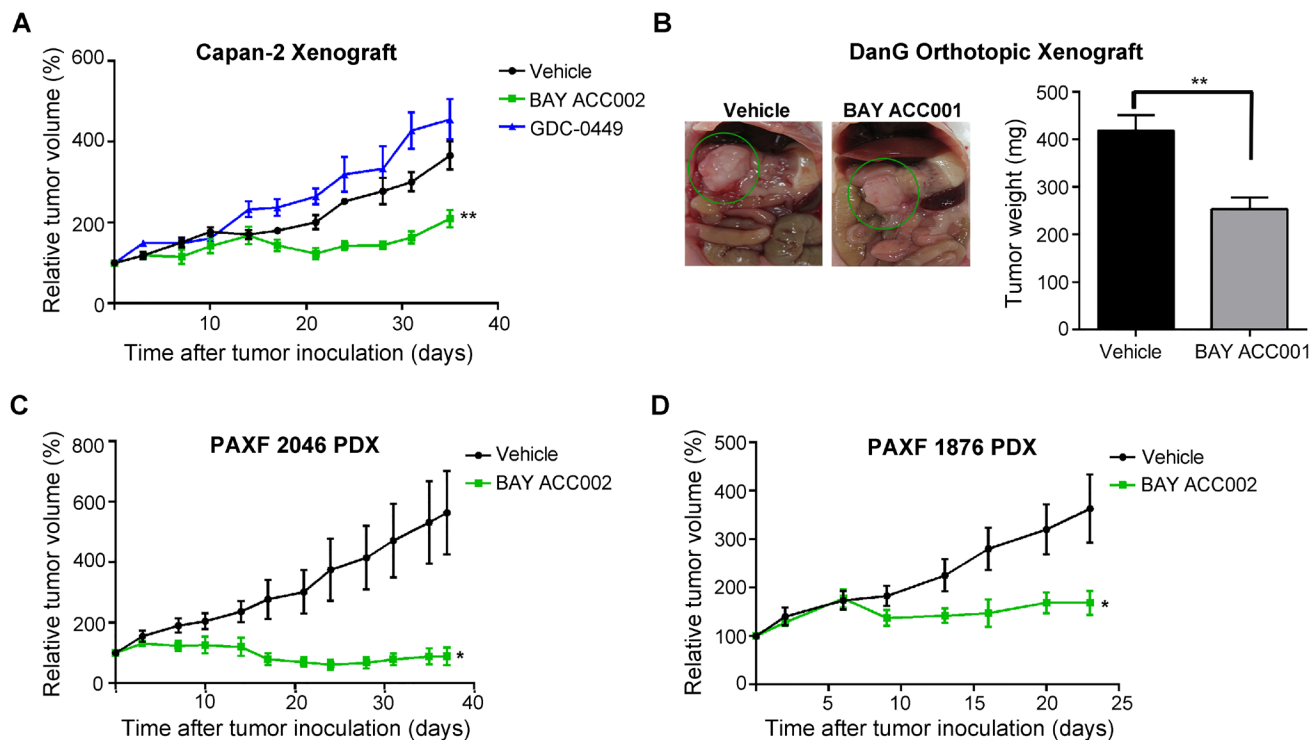 A
Capan-2 Xenograft
Relative tumor volume (%)
600
400
200
0
10
20
30
40
Time after tumor inoculation (days)
Vehicle
BAY ACC002
GDC-0449
**
B
DanG Orthotopic Xenograft
Vehicle
BAY ACC001
Tumor weight (mg)
500
400
300
200
100
0
**
Vehicle
BAY ACC001
C
PAXF 2046 PDX
Relative tumor volume (%)
800
600
400
200
0
0
10
20
30
40
Time after tumor inoculation (days)
Vehicle
BAY ACC002
*
D
PAXF 1876 PDX
Relative tumor volume (%)
500
400
300
200
100
0
5
10
15
20
25
Time after tumor inoculation (days)
Vehicle
BAY ACC002
*